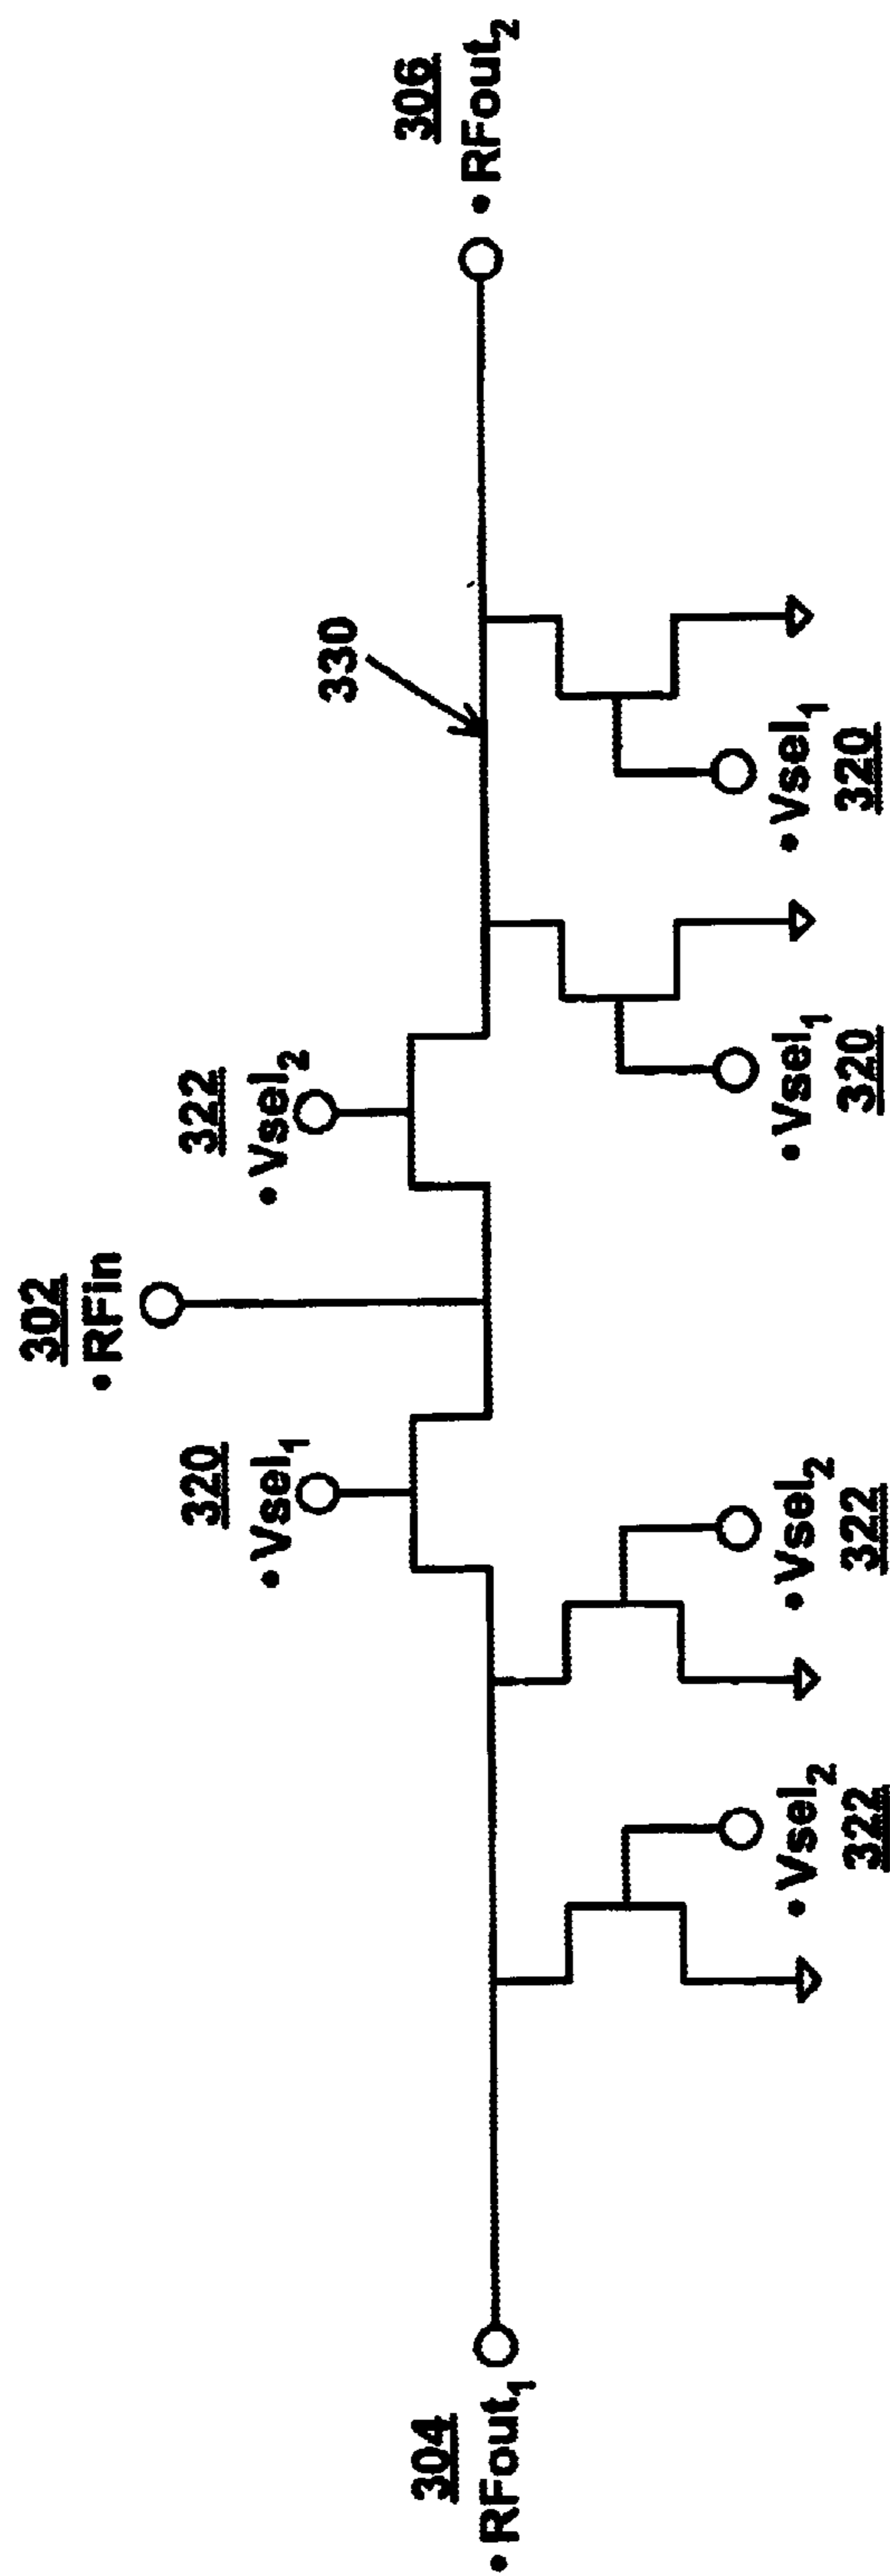 302
• RFin
320
• Vsel1
322
• Vsel2
330
304
• RFout1
306
• RFout2
• Vsel2
322
• Vsel2
322
• Vsel1
320
• Vsel1
320